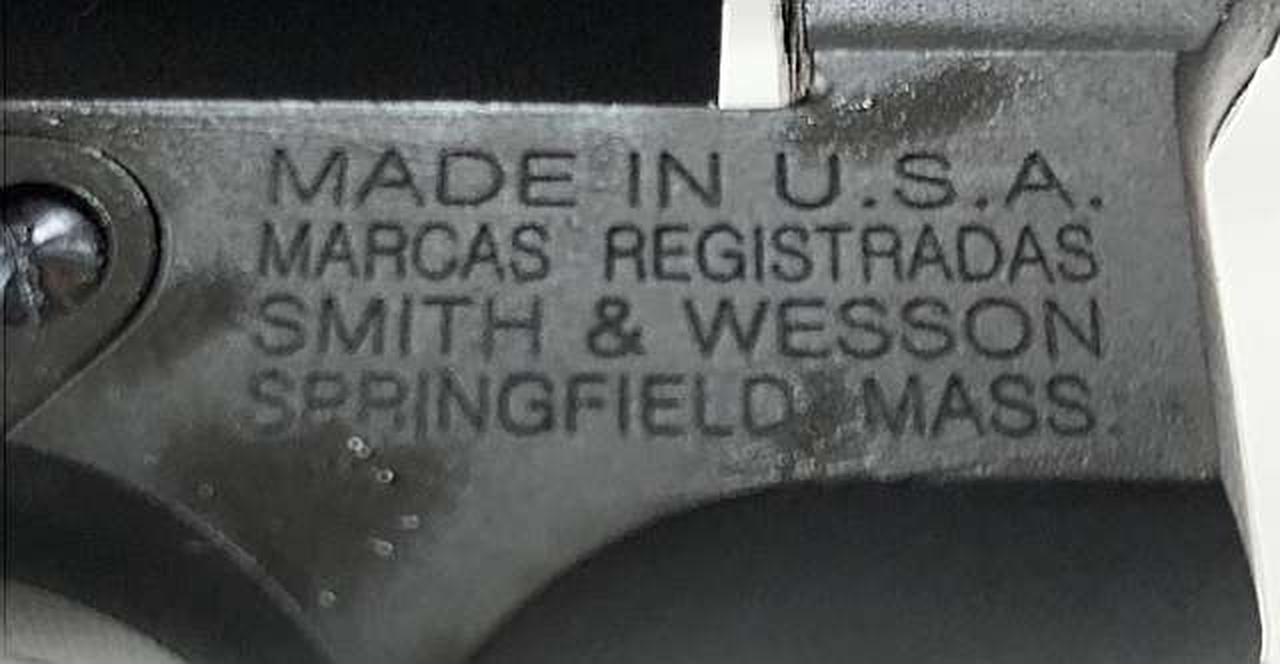 MADE IN U.S.A.
MARCAS REGISTRADAS
SMITH & WESSON
SPRINGFIELD MASS.